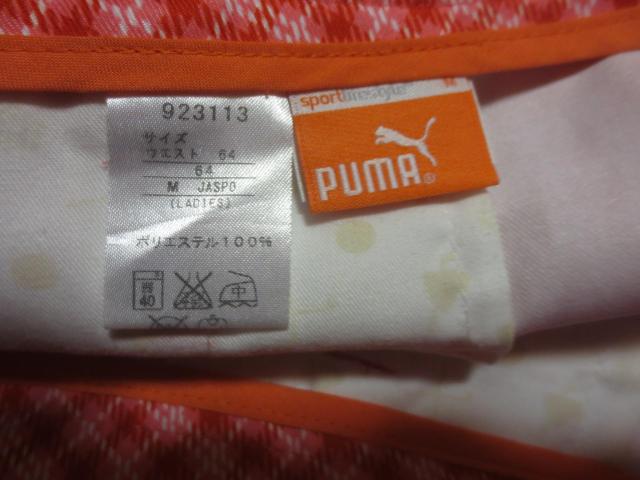 923113
サイズ
ウエスト 64
64
M JASPO
(LADIES)
ポリエステル100%
弱
40
中
sportlifestyle
PUMA®